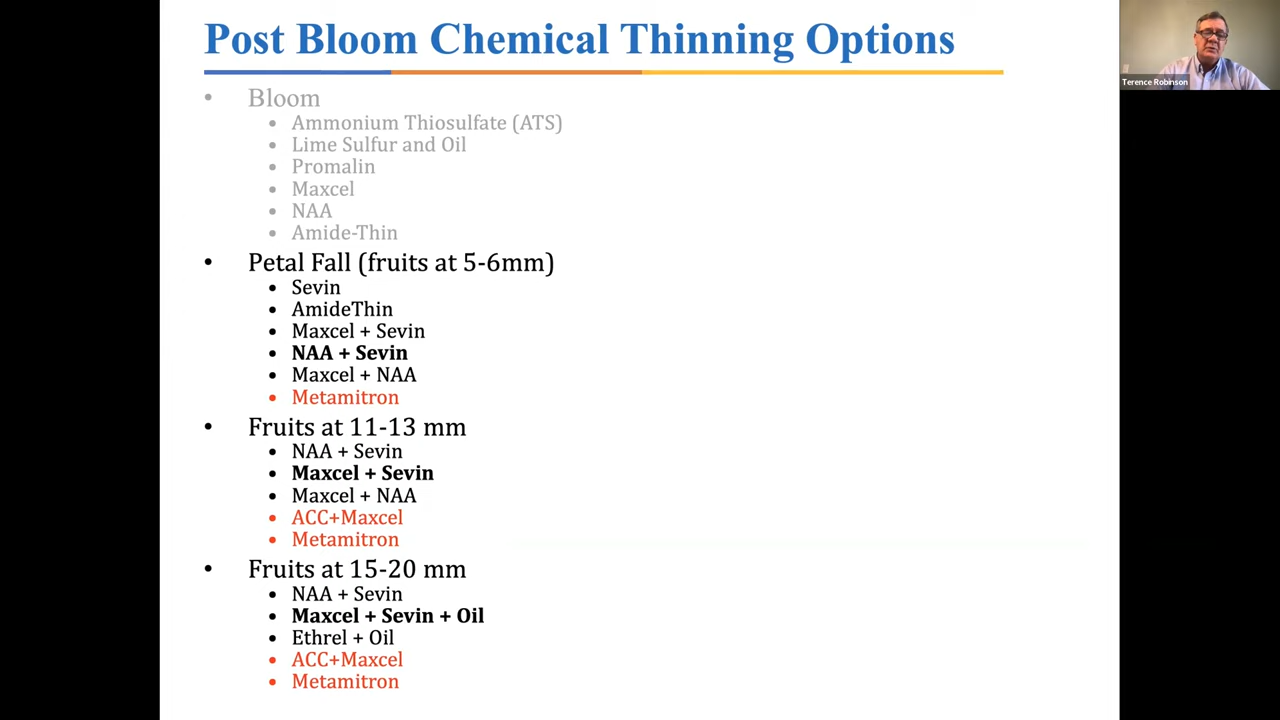 Post Bloom Chemical Thinning Options
Terence Robinson
• Bloom
• Ammonium Thiosulfate (ATS)
• Lime Sulfur and Oil
• Promalin
• Maxcel
• NAA
• Amide-Thin
• Petal Fall (fruits at 5-6mm)
• Sevin
• AmideThin
• Maxcel + Sevin
• NAA + Sevin
• Maxcel + NAA
• Metamitron
• Fruits at 11-13 mm
• NAA + Sevin
• Maxcel + Sevin
• Maxcel + NAA
• ACC+Maxcel
• Metamitron
• Fruits at 15-20 mm
• NAA + Sevin
• Maxcel + Sevin + Oil
• Ethrel + Oil
• ACC+Maxcel
• Metamitron